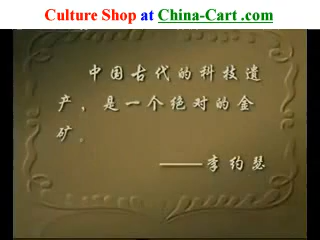 Culture Shop at China-Cart .com
中国古代的科技遗
产，是一个绝对的金
矿．
——李约瑟